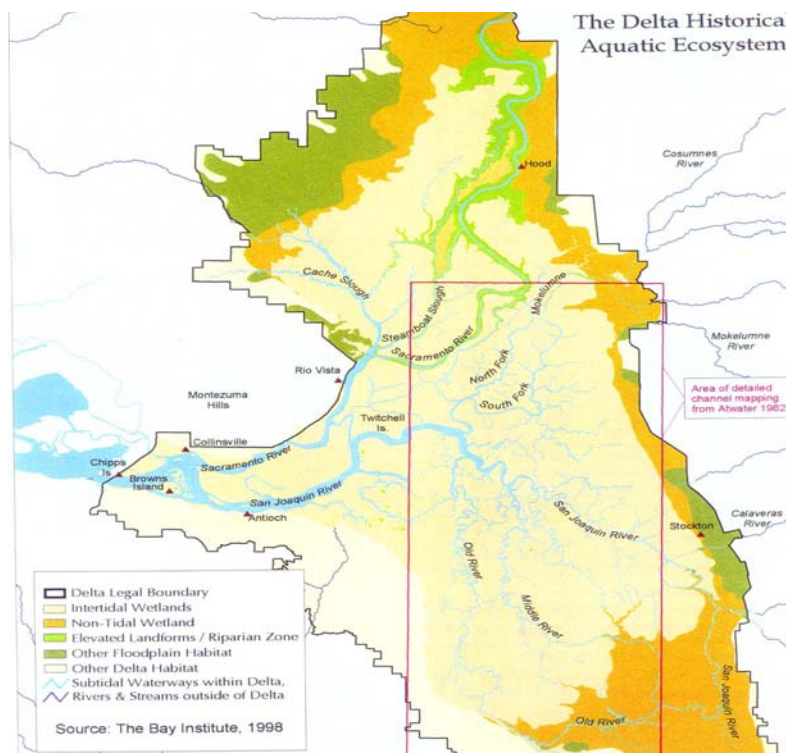 The Delta Historical
Aquatic Ecosystem
Cosumnes
River
Hood
Cache Slough
Steamboat Slough
Mokelumne
Sacramento River
Mokelumne
River
North Fork
South Fork
Rio Vista
Montezuma
Hills
Twitchell
Is.
Area of detailed
channel mapping
from Atwater 1982
Collinsville
Sacramento River
Chipps
Is.
Browns
Island
San Joaquin River
Antioch
San Joaquin River
Calaveras
River
Stockton
Old River
Middle River
San Joaquin River
Old River
Delta Legal Boundary
Intertidal Wetlands
Non-Tidal Wetland
Elevated Landforms / Riparian Zone
Other Floodplain Habitat
Other Delta Habitat
Subtidal Waterways within Delta,
Rivers & Streams outside of Delta
Source: The Bay Institute, 1998